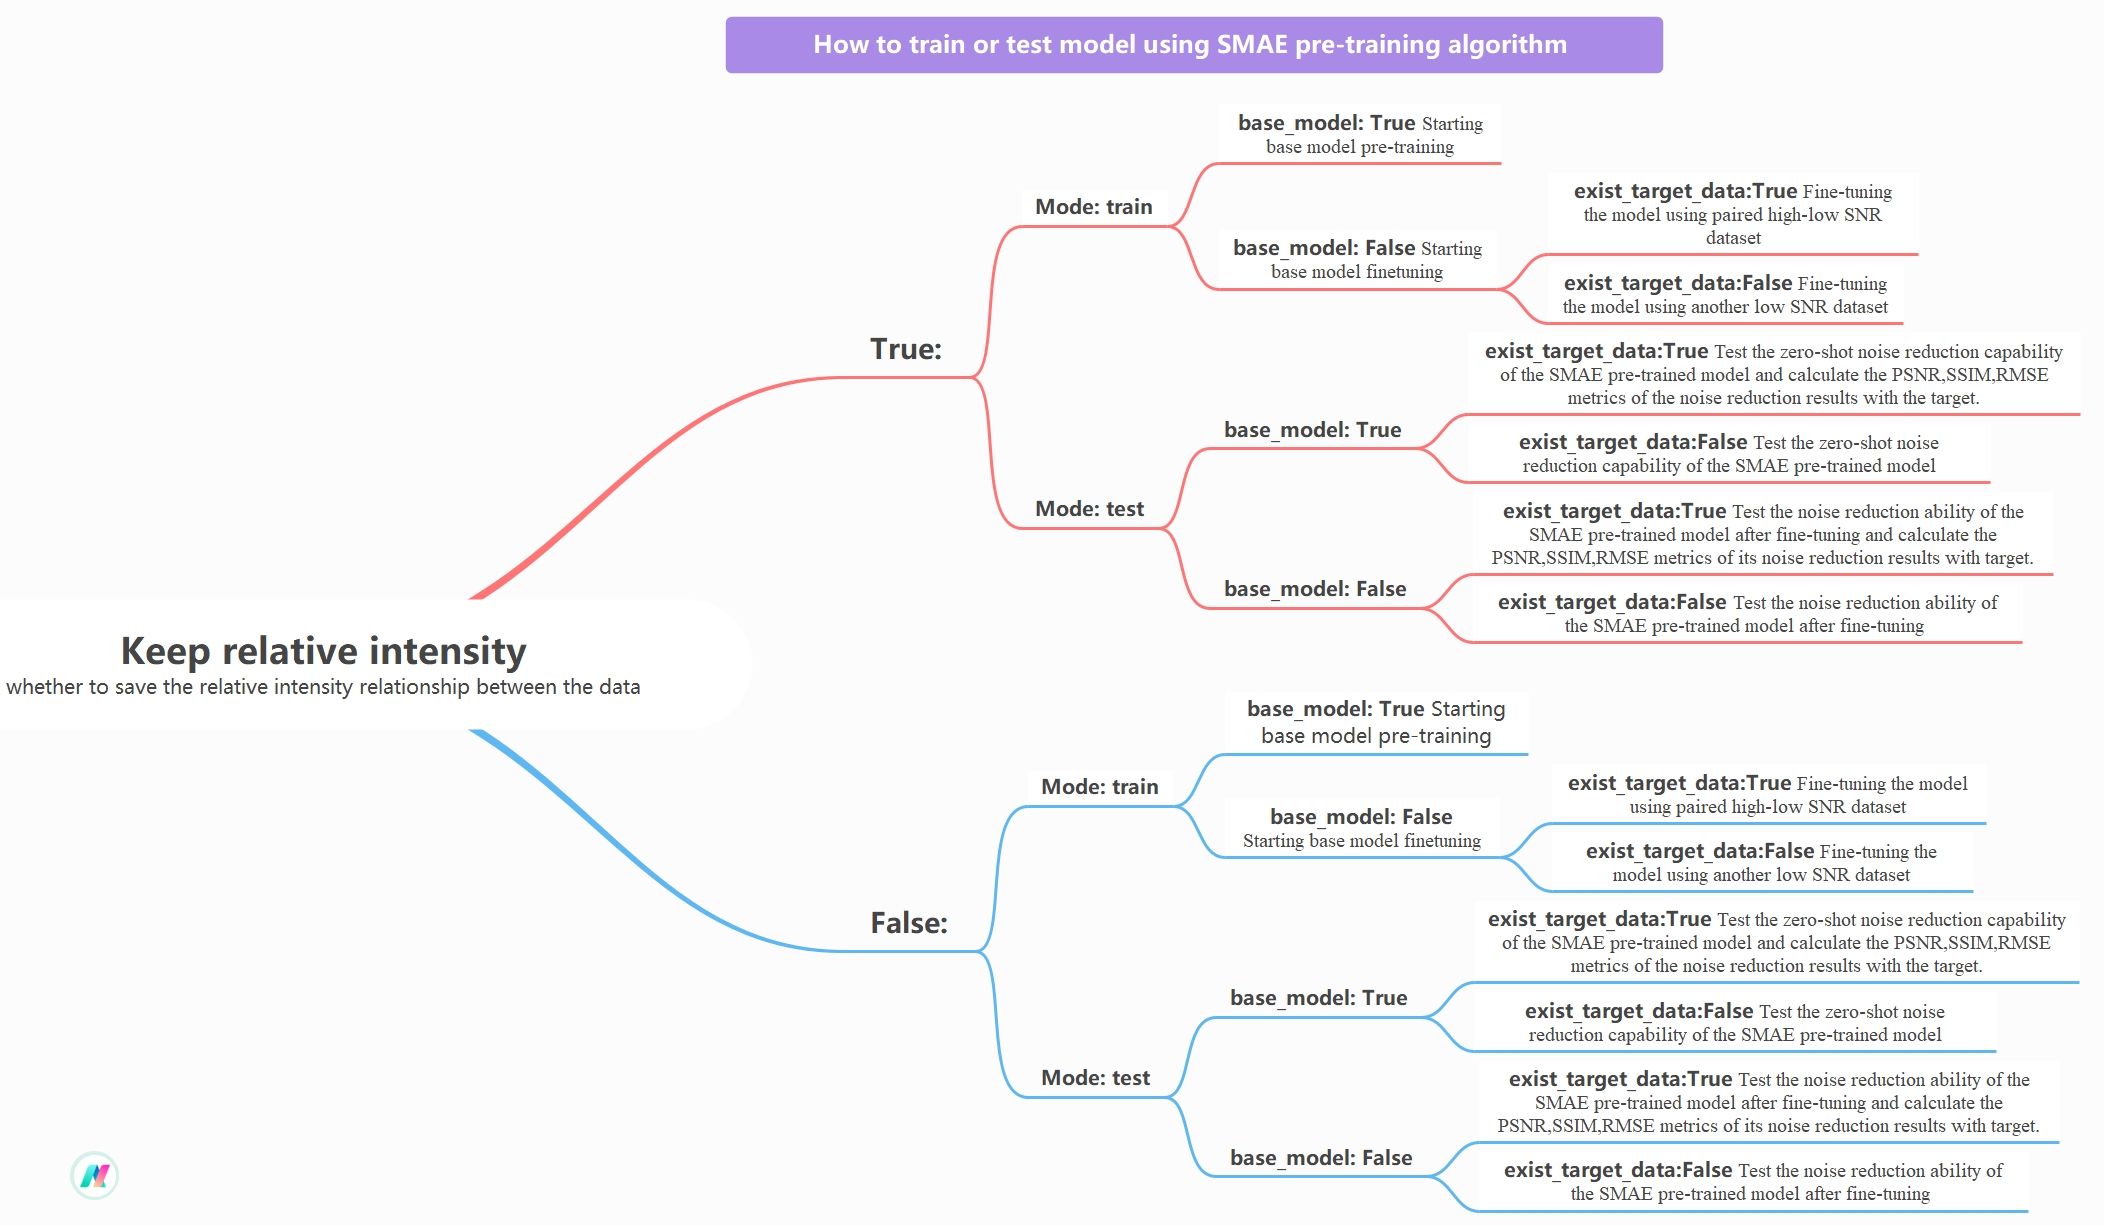 How to train or test model using SMAE pre-training algorithm
base_model: True Starting
base model pre-training
Mode: train
exist_target_data:True Fine-tuning
the model using paired high-low SNR
dataset
base_model: False Starting
base model finetuning
exist_target_data:False Fine-tuning
the model using another low SNR dataset
True:
exist_target_data:True Test the zero-shot noise reduction capability
of the SMAE pre-trained model and calculate the PSNR,SSIM,RMSE
metrics of the noise reduction results with the target.
base_model: True
exist_target_data:False Test the zero-shot noise
reduction capability of the SMAE pre-trained model
Mode: test
exist_target_data:True Test the noise reduction ability of the
SMAE pre-trained model after fine-tuning and calculate the
PSNR,SSIM,RMSE metrics of its noise reduction results with target.
base_model: False
exist_target_data:False Test the noise reduction ability of
the SMAE pre-trained model after fine-tuning
Keep relative intensity
whether to save the relative intensity relationship between the data
base_model: True Starting
base model pre-training
Mode: train
exist_target_data:True Fine-tuning the model
using paired high-low SNR dataset
base_model: False
Starting base model finetuning
exist_target_data:False Fine-tuning the
model using another low SNR dataset
False:
exist_target_data:True Test the zero-shot noise reduction capability
of the SMAE pre-trained model and calculate the PSNR,SSIM,RMSE
metrics of the noise reduction results with the target.
base_model: True
exist_target_data:False Test the zero-shot noise
reduction capability of the SMAE pre-trained model
Mode: test
exist_target_data:True Test the noise reduction ability of the
SMAE pre-trained model after fine-tuning and calculate the
PSNR,SSIM,RMSE metrics of its noise reduction results with target.
base_model: False
exist_target_data:False Test the noise reduction ability of
the SMAE pre-trained model after fine-tuning